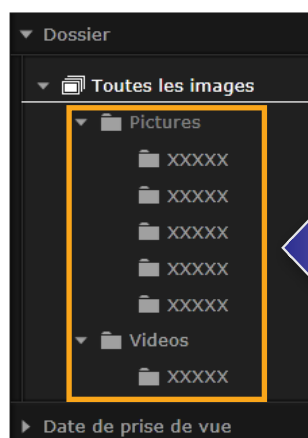 Dossier
Toutes les images
Pictures
XXXXX
XXXXX
XXXXX
XXXXX
XXXXX
Videos
XXXXX
Date de prise de vue